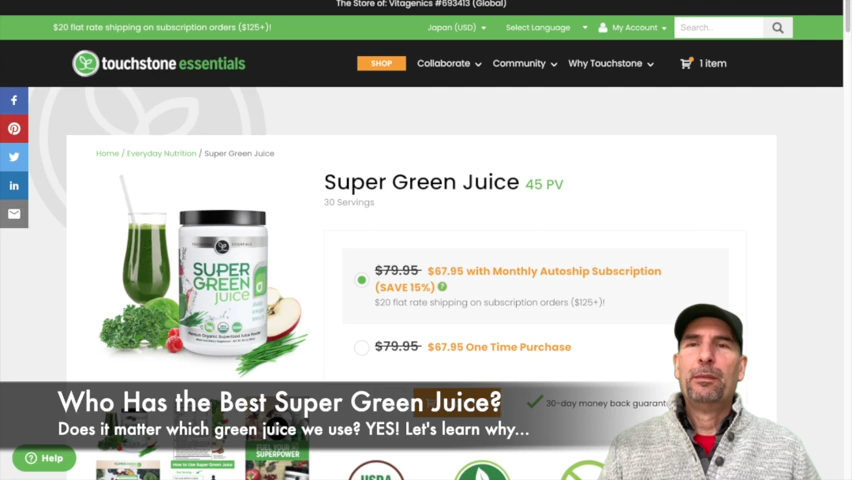 The Store of: Vitagenics #693413 (Global)
$20 flat rate shipping on subscription orders ($125+)!
Japan (USD)
Select Language
My Account
Search...
touchstone essentials
SHOP
Collaborate
Community
Why Touchstone
1 item
Home / Everyday Nutrition / Super Green Juice
Super Green Juice 45 PV
30 Servings
SUPER
GREEN
juice
$79.95 $67.95 with Monthly Autoship Subscription
(SAVE 15%)
$20 flat rate shipping on subscription orders ($125+)!
$79.95 $67.95 One Time Purchase
30-day money back guarant
Who Has the Best Super Green Juice?
Does it matter which green juice we use? YES! Let's learn why...
SUPERPOWER
Help
USDA